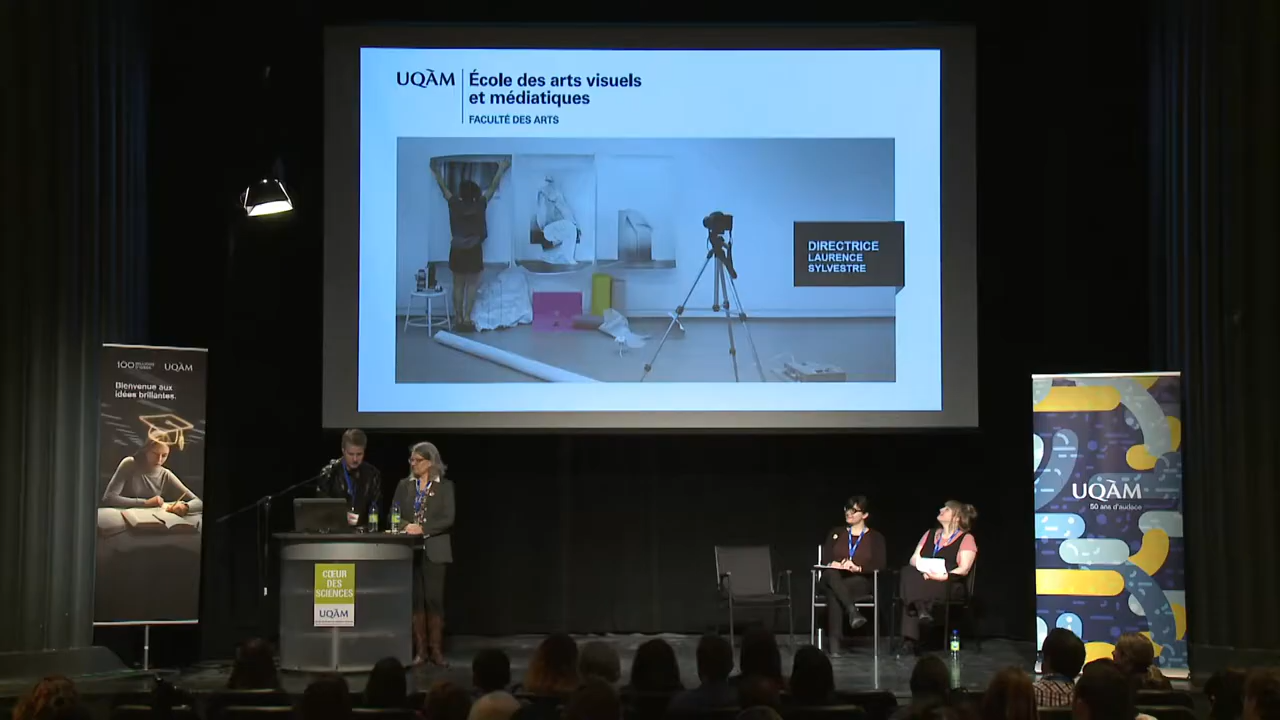 UQÀM
École des arts visuels
et médiatiques
FACULTÉ DES ARTS
DIRECTRICE
LAURENCE
SYLVESTRE
100
UQÀM
Bienvenue aux
idées brillantes.
CŒUR
DES
SCIENCES
UQÀM
UQÀM
50 ans d'audace